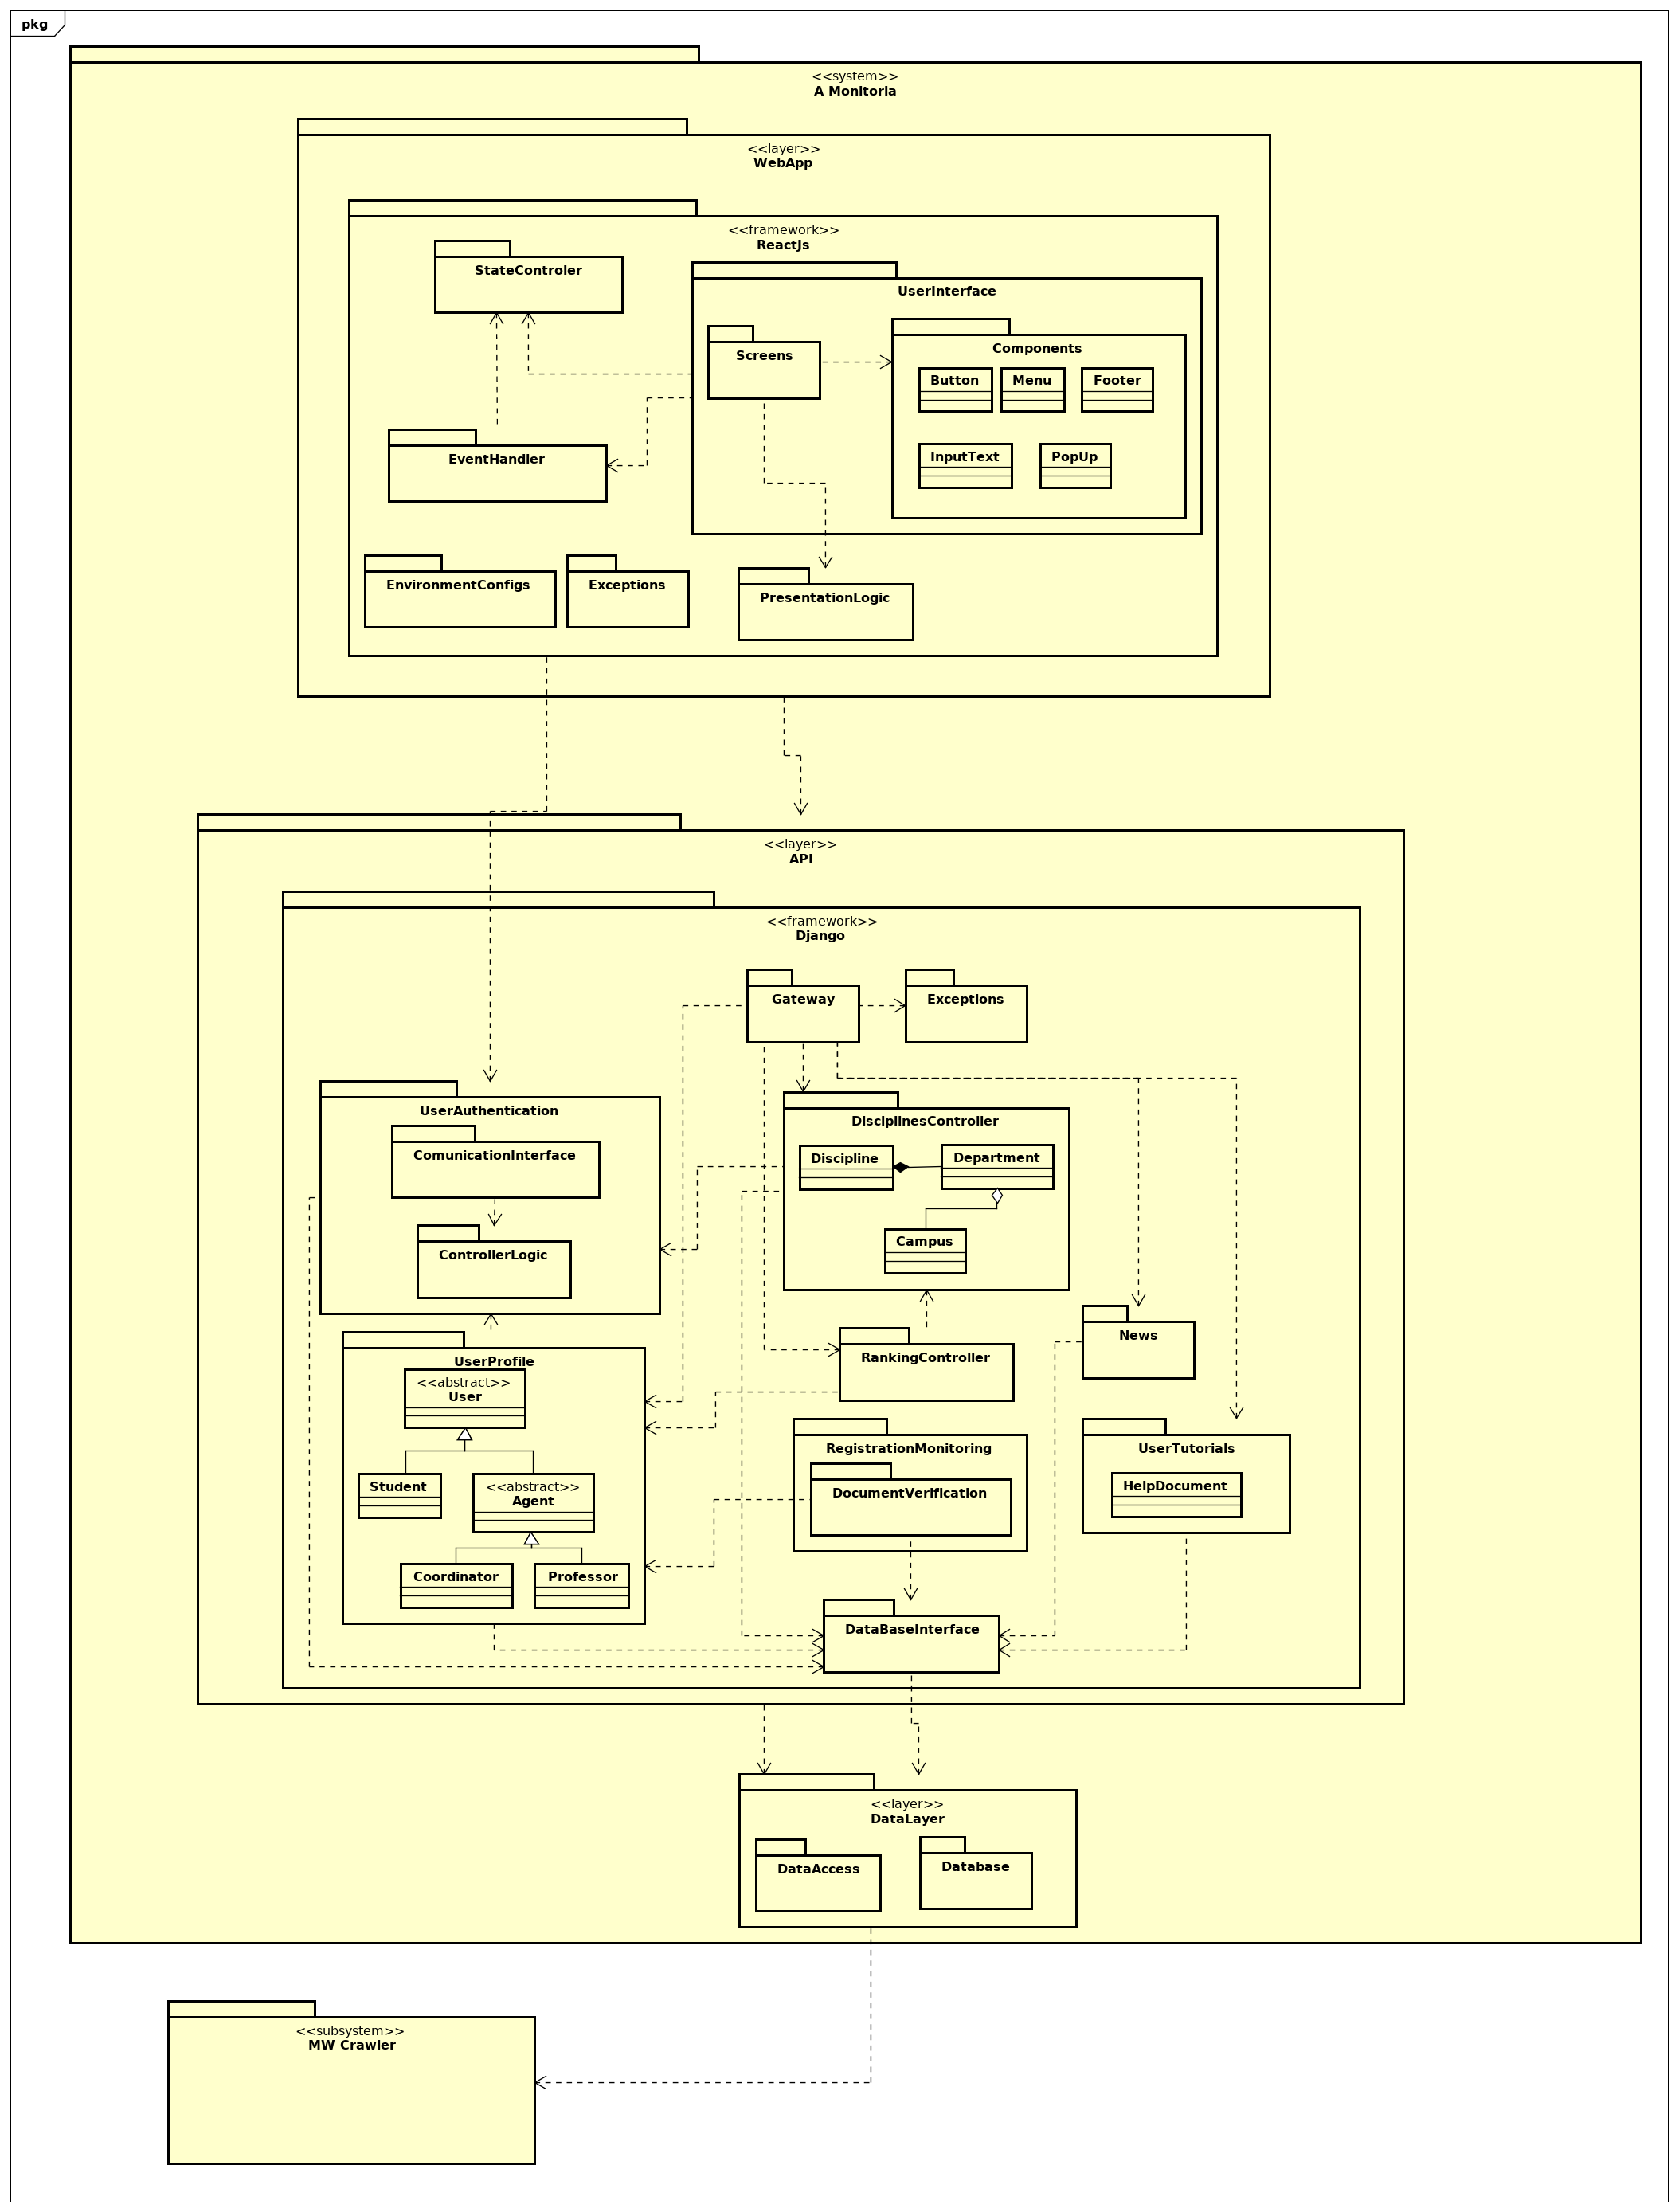 pkg
<<system>>
A Monitoria
<<layer>>
WebApp
<<framework>>
ReactJs
StateControler
UserInterface
Screens
Components
Button
Menu
Footer
InputText
PopUp
EventHandler
EnvironmentConfigs
Exceptions
PresentationLogic
<<layer>>
API
<<framework>>
Django
Gateway
Exceptions
UserAuthentication
ComunicationInterface
ControllerLogic
DisciplinesController
Discipline
Department
Campus
News
RankingController
UserProfile
<<abstract>>
User
Student
<<abstract>>
Agent
Coordinator
Professor
RegistrationMonitoring
DocumentVerification
UserTutorials
HelpDocument
DataBaseInterface
<<layer>>
DataLayer
DataAccess
Database
<<subsystem>>
MW Crawler